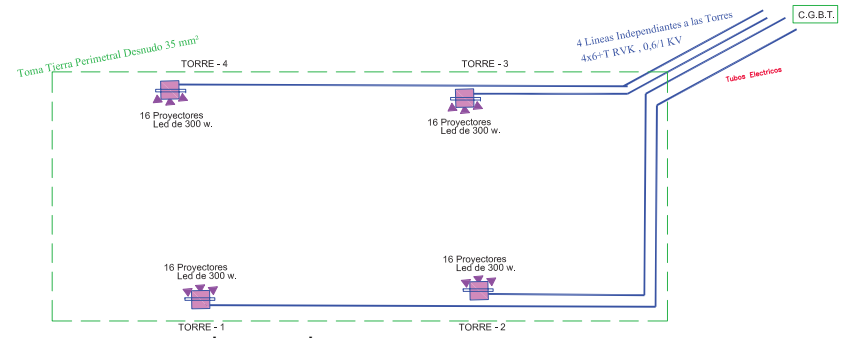 C.G.B.T.
4 Lineas Independiantes a las Torres
4x6+T RVK , 0,6/1 KV
Toma Tierra Perimetral Desnudo 35 mm²
Tubos Electricos
TORRE - 4
TORRE - 3
16 Proyectores
Led de 300 w.
16 Proyectores
Led de 300 w.
16 Proyectores
Led de 300 w.
16 Proyectores
Led de 300 w.
TORRE - 1
TORRE - 2